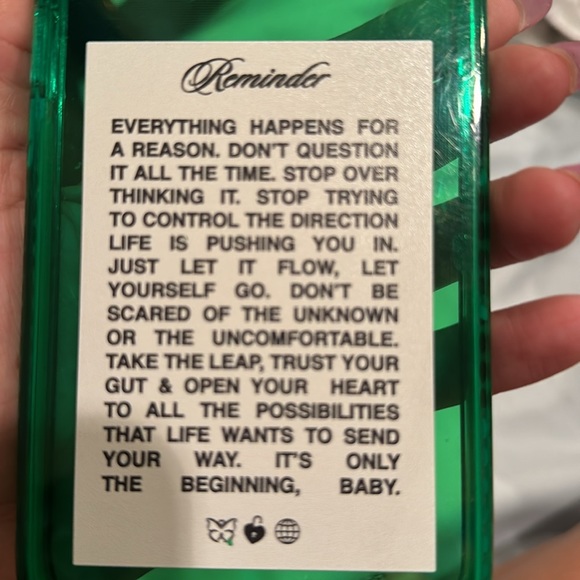 Reminder
EVERYTHING HAPPENS FOR
A REASON. DON'T QUESTION
IT ALL THE TIME. STOP OVER
THINKING IT. STOP TRYING
TO CONTROL THE DIRECTION
LIFE IS PUSHING YOU IN.
JUST LET IT FLOW, LET
YOURSELF GO. DON'T BE
SCARED OF THE UNKNOWN
OR THE UNCOMFORTABLE.
TAKE THE LEAP, TRUST YOUR
GUT & OPEN YOUR HEART
TO ALL THE POSSIBILITIES
THAT LIFE WANTS TO SEND
YOUR WAY. IT'S ONLY
THE BEGINNING, BABY.